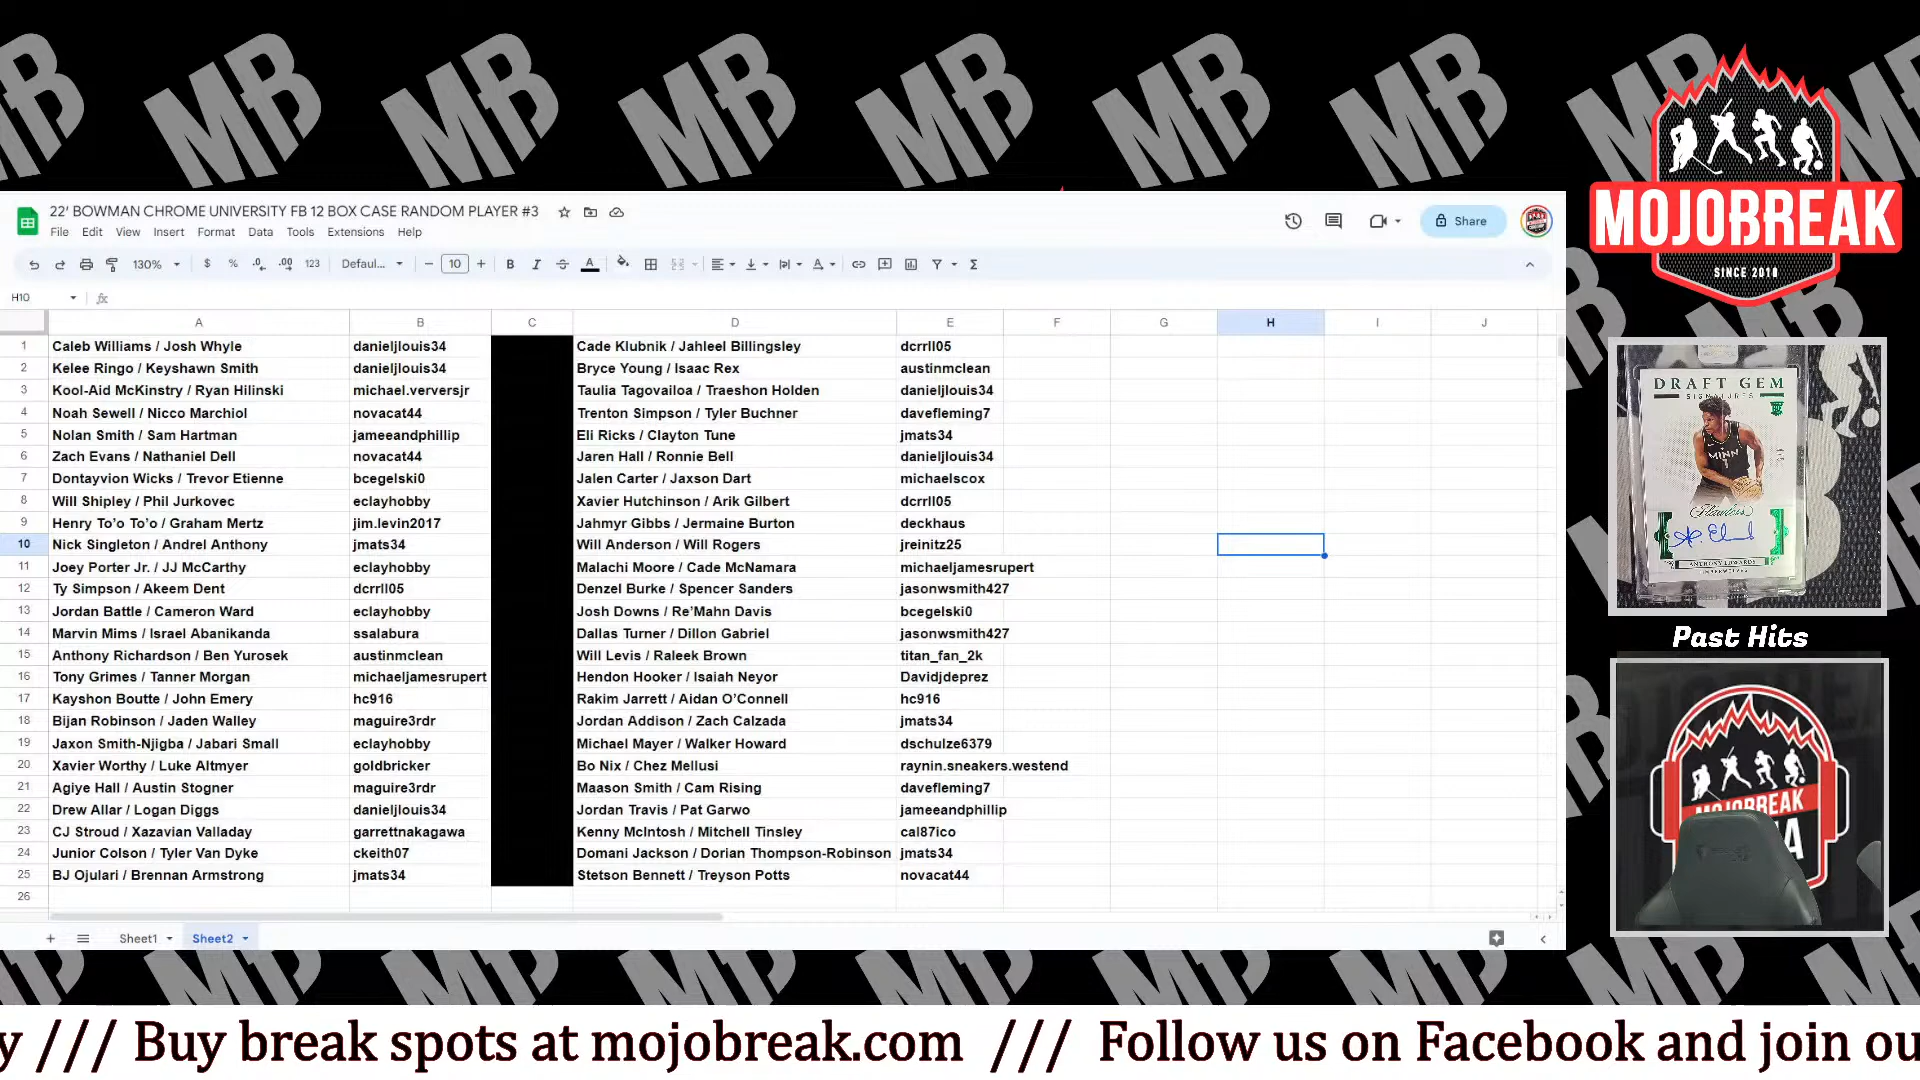 MOJOBREAK
SINCE 2010
22' BOWMAN CHROME UNIVERSITY FB 12 BOX CASE RANDOM PLAYER #3
File Edit View Insert Format Data Tools Extensions Help
Share
130% $ % .0 .00 123 Defaul... − 10 + B I S A
H10 fx
A B C D E F G H I J
1 Caleb Williams / Josh Whyle danieljlouis34 Cade Klubnik / Jahleel Billingsley dcrrll05
2 Kelee Ringo / Keyshawn Smith danieljlouis34 Bryce Young / Isaac Rex austinmclean
3 Kool-Aid McKinstry / Ryan Hilinski michael.verversjr Taulia Tagovailoa / Traeshon Holden danieljlouis34
4 Noah Sewell / Nicco Marchiol novacat44 Trenton Simpson / Tyler Buchner davefleming7
5 Nolan Smith / Sam Hartman jameeandphillip Eli Ricks / Clayton Tune jmats34
6 Zach Evans / Nathaniel Dell novacat44 Jaren Hall / Ronnie Bell danieljlouis34
7 Dontayvion Wicks / Trevor Etienne bcegelski0 Jalen Carter / Jaxson Dart michaelscox
8 Will Shipley / Phil Jurkovec eclayhobby Xavier Hutchinson / Arik Gilbert dcrrll05
9 Henry To'o To'o / Graham Mertz jim.levin2017 Jahmyr Gibbs / Jermaine Burton deckhaus
10 Nick Singleton / Andrel Anthony jmats34 Will Anderson / Will Rogers jreinitz25
11 Joey Porter Jr. / JJ McCarthy eclayhobby Malachi Moore / Cade McNamara michaeljamesrupert
12 Ty Simpson / Akeem Dent dcrrll05 Denzel Burke / Spencer Sanders jasonwsmith427
13 Jordan Battle / Cameron Ward eclayhobby Josh Downs / Re'Mahn Davis bcegelski0
14 Marvin Mims / Israel Abanikanda ssalabura Dallas Turner / Dillon Gabriel jasonwsmith427
15 Anthony Richardson / Ben Yurosek austinmclean Will Levis / Raleek Brown titan_fan_2k
16 Tony Grimes / Tanner Morgan michaeljamesrupert Hendon Hooker / Isaiah Neyor Davidjdeprez
17 Kayshon Boutte / John Emery hc916 Rakim Jarrett / Aidan O'Connell hc916
18 Bijan Robinson / Jaden Walley maguire3rdr Jordan Addison / Zach Calzada jmats34
19 Jaxon Smith-Njigba / Jabari Small eclayhobby Michael Mayer / Walker Howard dschulze6379
20 Xavier Worthy / Luke Altmyer goldbricker Bo Nix / Chez Mellusi raynin.sneakers.westend
21 Agiye Hall / Austin Stogner maguire3rdr Maason Smith / Cam Rising davefleming7
22 Drew Allar / Logan Diggs danieljlouis34 Jordan Travis / Pat Garwo jameeandphillip
23 CJ Stroud / Xazavian Valladay garrettnakagawa Kenny McIntosh / Mitchell Tinsley cal87ico
24 Junior Colson / Tyler Van Dyke ckeith07 Domani Jackson / Dorian Thompson-Robinson jmats34
25 BJ Ojulari / Brennan Armstrong jmats34 Stetson Bennett / Treyson Potts novacat44
26
Sheet1 Sheet2
DRAFT GEM
SIGNATURES
MINN
1
Flawless
ANTHONY EDWARDS
Past Hits
MOJOBREAK
y /// Buy break spots at mojobreak.com /// Follow us on Facebook and join ou